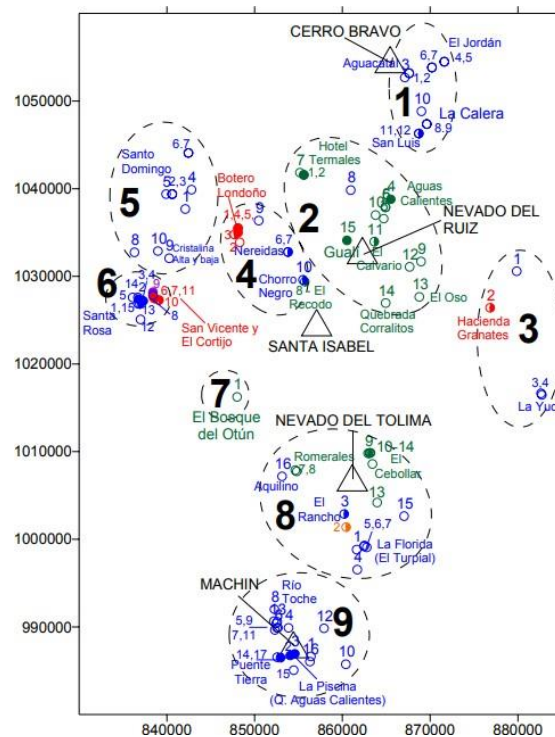 1060000
CERRO BRAVO
El Jordán
Aguacatal 3
6,7
4,5
1,2
1050000
10
1
La Calera
11,12
8,9
San Luis
6,7
Hotel
Termales
7
1,2
Santo
Domingo
Botero
Londoño
4
Aguas
Calientes
1040000
5
2,3
4
8
5
1
10
1,4,5
9
2
NEVADO DEL
RUIZ
3
2
15
13
Gualí
6,7
Nereidas
El
Calvario
9
12
8
10
9
Cristalina
Alta y baja
4
Chorro
Negro
10
8
El
Recodo
1
1030000
6
3,4
14
6,7,11
10
13
1,15
8
12
Santa
Rosa
San Vicente y
El Cortijo
14
13
El Oso
Quebrada
Corralitos
2
Hacienda
Granates
3
SANTA ISABEL
1020000
7
1
El Bosque
del Otún
3,4
La Yuc
NEVADO DEL TOLIMA
1010000
9
10-14
16
Romerales
7,8
El
Cebollar
Aquilino
13
8
El
Rancho
3
15
2
5,6,7
1000000
1
4
La Florida
(El Turpial)
MACHIN
Río
Toche
8
13
5,9
4
12
9
7,11
990000
1
16
10
14,17
Puente
Tierra
15
La Piscina
(Q. Aguas Calientes)
840000
850000
860000
870000
880000